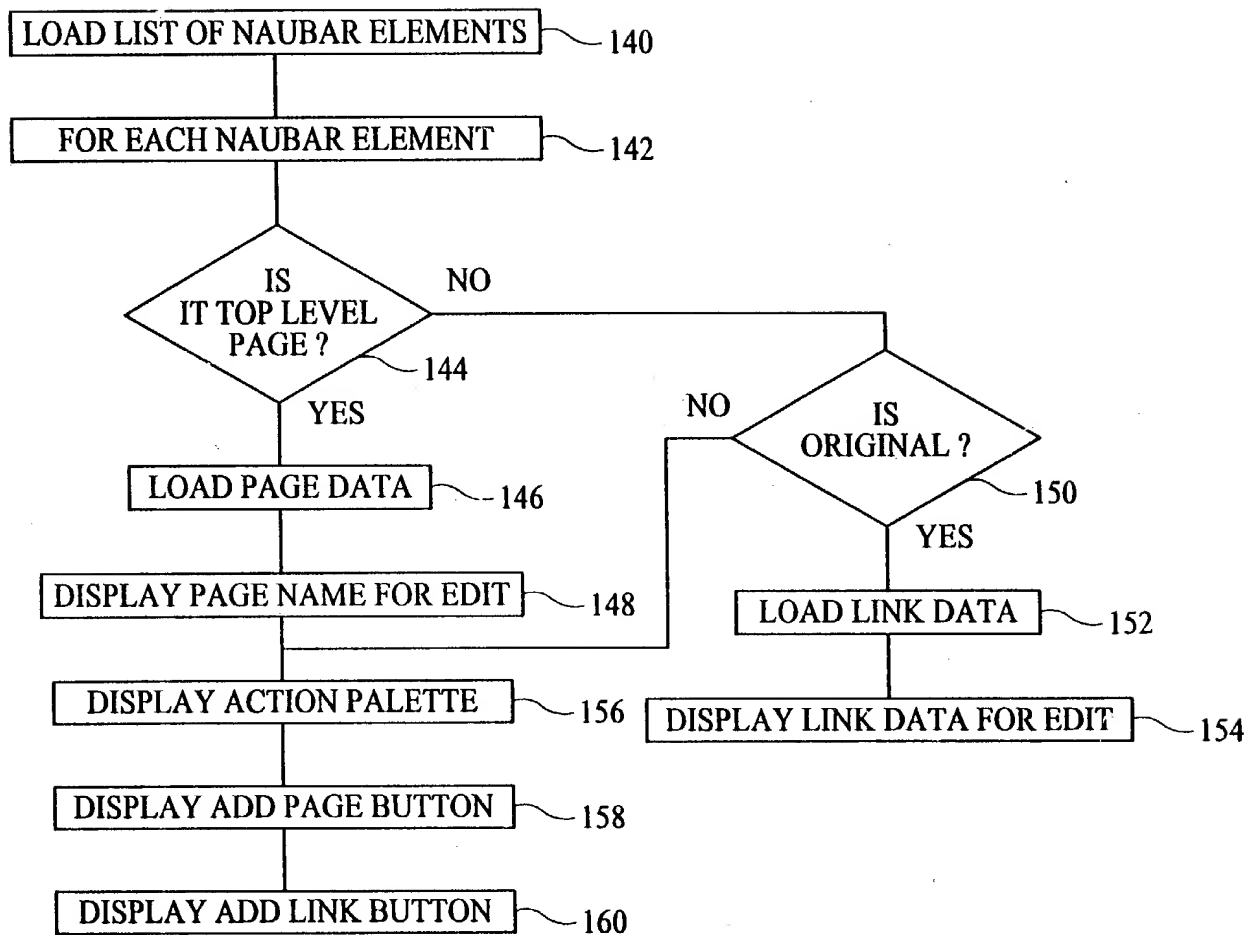 LOAD LIST OF NAUBAR ELEMENTS
140
FOR EACH NAUBAR ELEMENT
142
IS
IT TOP LEVEL
PAGE ?
144
NO
YES
IS
ORIGINAL ?
150
NO
YES
LOAD PAGE DATA
146
DISPLAY PAGE NAME FOR EDIT
148
LOAD LINK DATA
152
DISPLAY LINK DATA FOR EDIT
154
DISPLAY ACTION PALETTE
156
DISPLAY ADD PAGE BUTTON
158
DISPLAY ADD LINK BUTTON
160